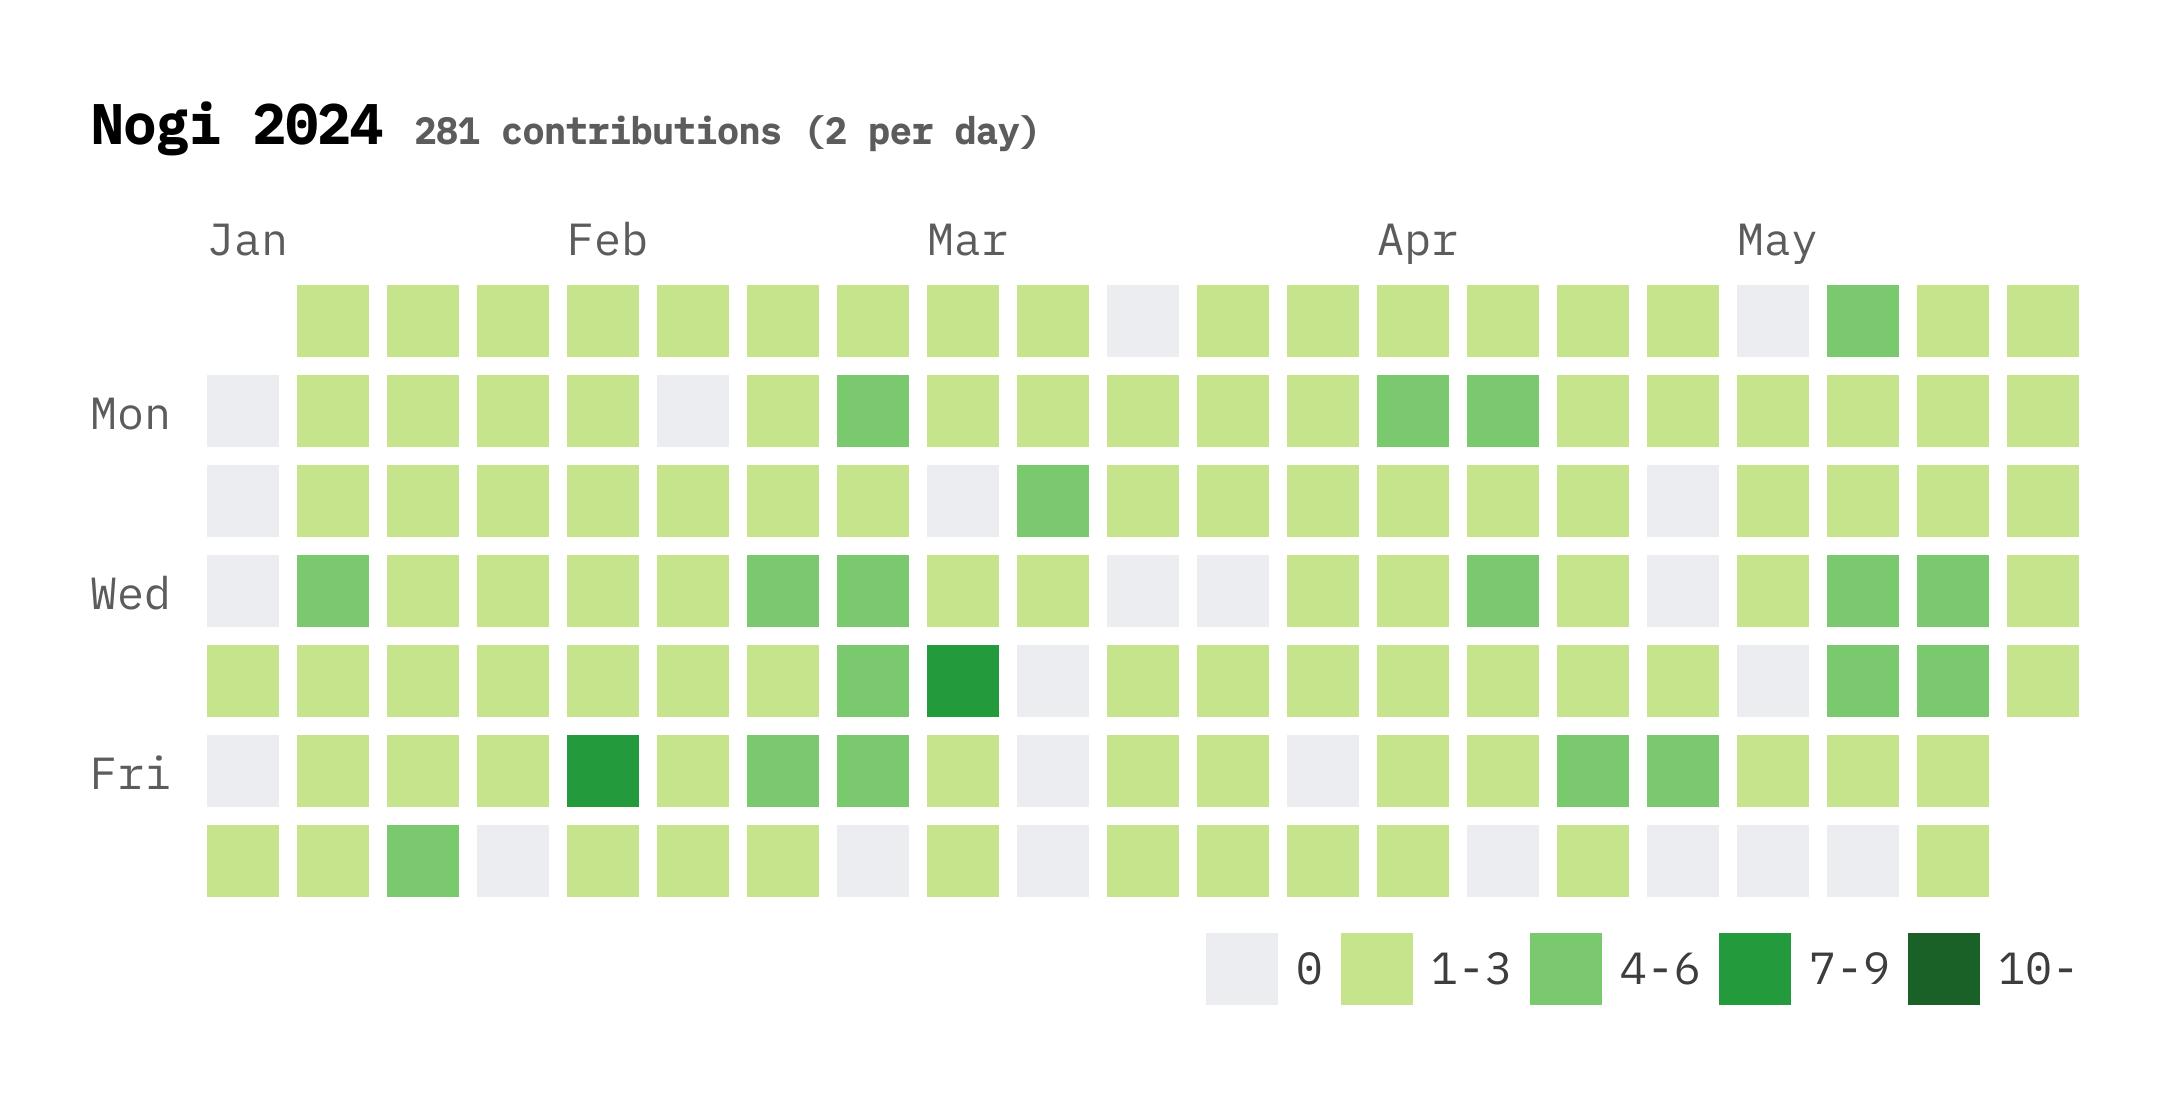 Nogi 2024 281 contributions (2 per day)
Jan Feb Mar Apr May
Mon
Wed
Fri
0 1-3 4-6 7-9 10-